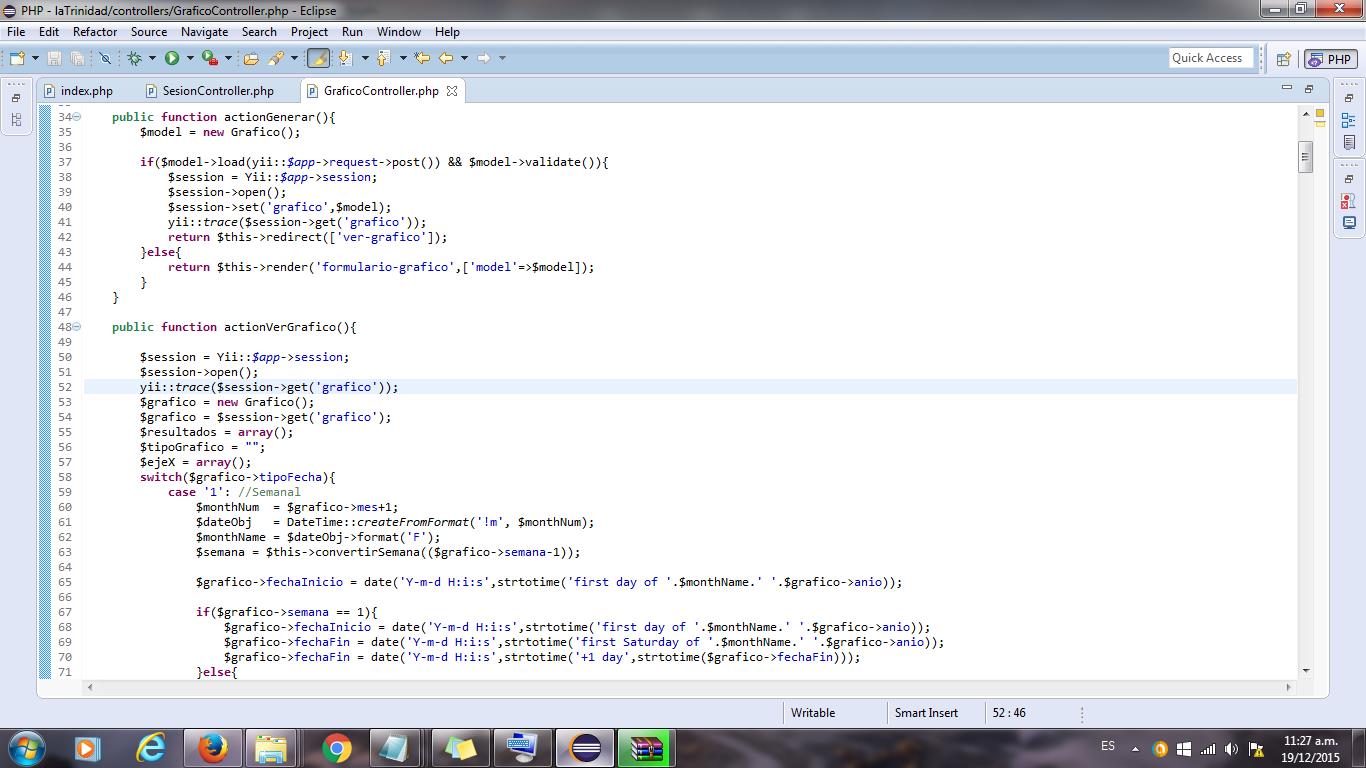 PHP - laTrinidad/controllers/GraficoController.php - Eclipse
File Edit Refactor Source Navigate Search Project Run Window Help
Quick Access
PHP
index.php SesionController.php GraficoController.php
34 public function actionGenerar(){
35 $model = new Grafico();
36
37 if($model->load(yii::$app->request->post()) && $model->validate()){
38 $session = Yii::$app->session;
39 $session->open();
40 $session->set('grafico',$model);
41 yii::trace($session->get('grafico'));
42 return $this->redirect(['ver-grafico']);
43 }else{
44 return $this->render('formulario-grafico',['model'=>$model]);
45 }
46 }
47
48 public function actionVerGrafico(){
49
50 $session = Yii::$app->session;
51 $session->open();
52 yii::trace($session->get('grafico'));
53 $grafico = new Grafico();
54 $grafico = $session->get('grafico');
55 $resultados = array();
56 $tipoGrafico = "";
57 $ejeX = array();
58 switch($grafico->tipoFecha){
59 case '1': //Semanal
60 $monthNum  = $grafico->mes+1;
61 $dateObj   = DateTime::createFromFormat('!m', $monthNum);
62 $monthName = $dateObj->format('F');
63 $semana = $this->convertirSemana(($grafico->semana-1));
64
65 $grafico->fechaInicio = date('Y-m-d H:i:s',strtotime('first day of '.$monthName.' '.$grafico->anio));
66
67 if($grafico->semana == 1){
68 $grafico->fechaInicio = date('Y-m-d H:i:s',strtotime('first day of '.$monthName.' '.$grafico->anio));
69 $grafico->fechaFin = date('Y-m-d H:i:s',strtotime('first Saturday of '.$monthName.' '.$grafico->anio));
70 $grafico->fechaFin = date('Y-m-d H:i:s',strtotime('+1 day',strtotime($grafico->fechaFin)));
71 }else{
Writable Smart Insert 52 : 46
ES 11:27 a.m.
19/12/2015